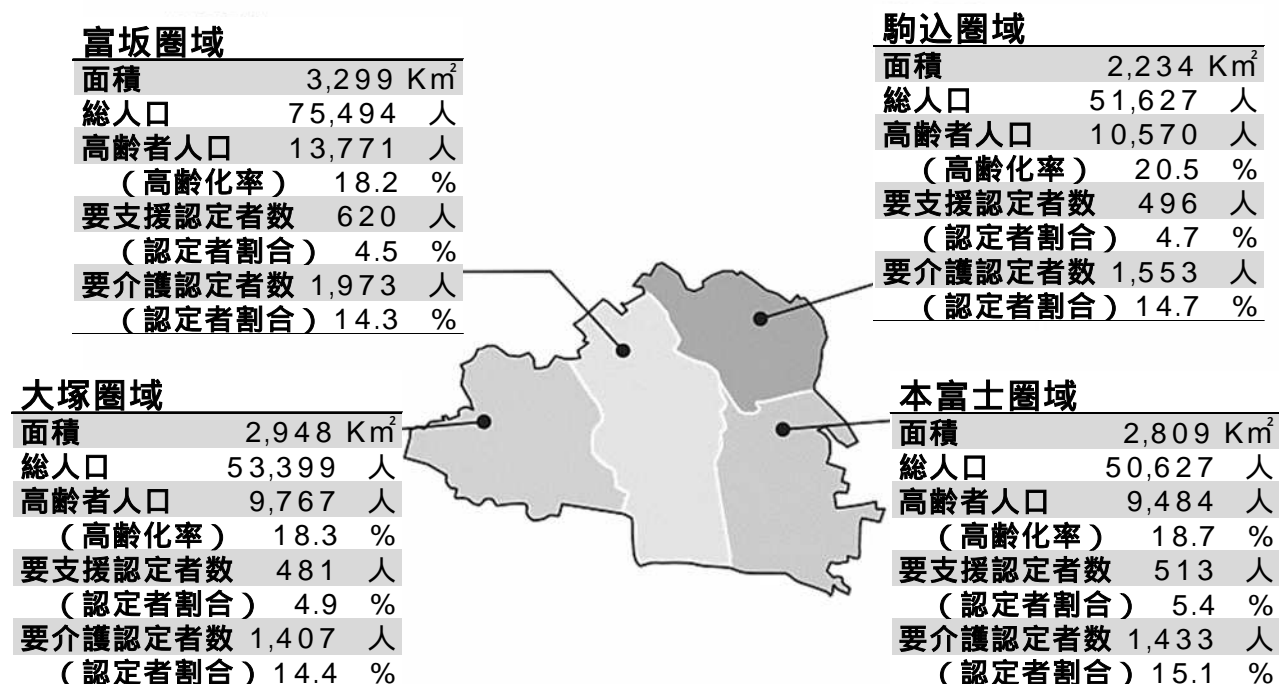 富坂圏域
面積 3,299 K㎡
総人口 75,494 人
高齢者人口 13,771 人
（高齢化率） 18.2 %
要支援認定者数 620 人
（認定者割合） 4.5 %
要介護認定者数 1,973 人
（認定者割合） 14.3 %
駒込圏域
面積 2,234 K㎡
総人口 51,627 人
高齢者人口 10,570 人
（高齢化率） 20.5 %
要支援認定者数 496 人
（認定者割合） 4.7 %
要介護認定者数 1,553 人
（認定者割合） 14.7 %
大塚圏域
面積 2,948 K㎡
総人口 53,399 人
高齢者人口 9,767 人
（高齢化率） 18.3 %
要支援認定者数 481 人
（認定者割合） 4.9 %
要介護認定者数 1,407 人
（認定者割合） 14.4 %
本富士圏域
面積 2,809 K㎡
総人口 50,627 人
高齢者人口 9,484 人
（高齢化率） 18.7 %
要支援認定者数 513 人
（認定者割合） 5.4 %
要介護認定者数 1,433 人
（認定者割合） 15.1 %